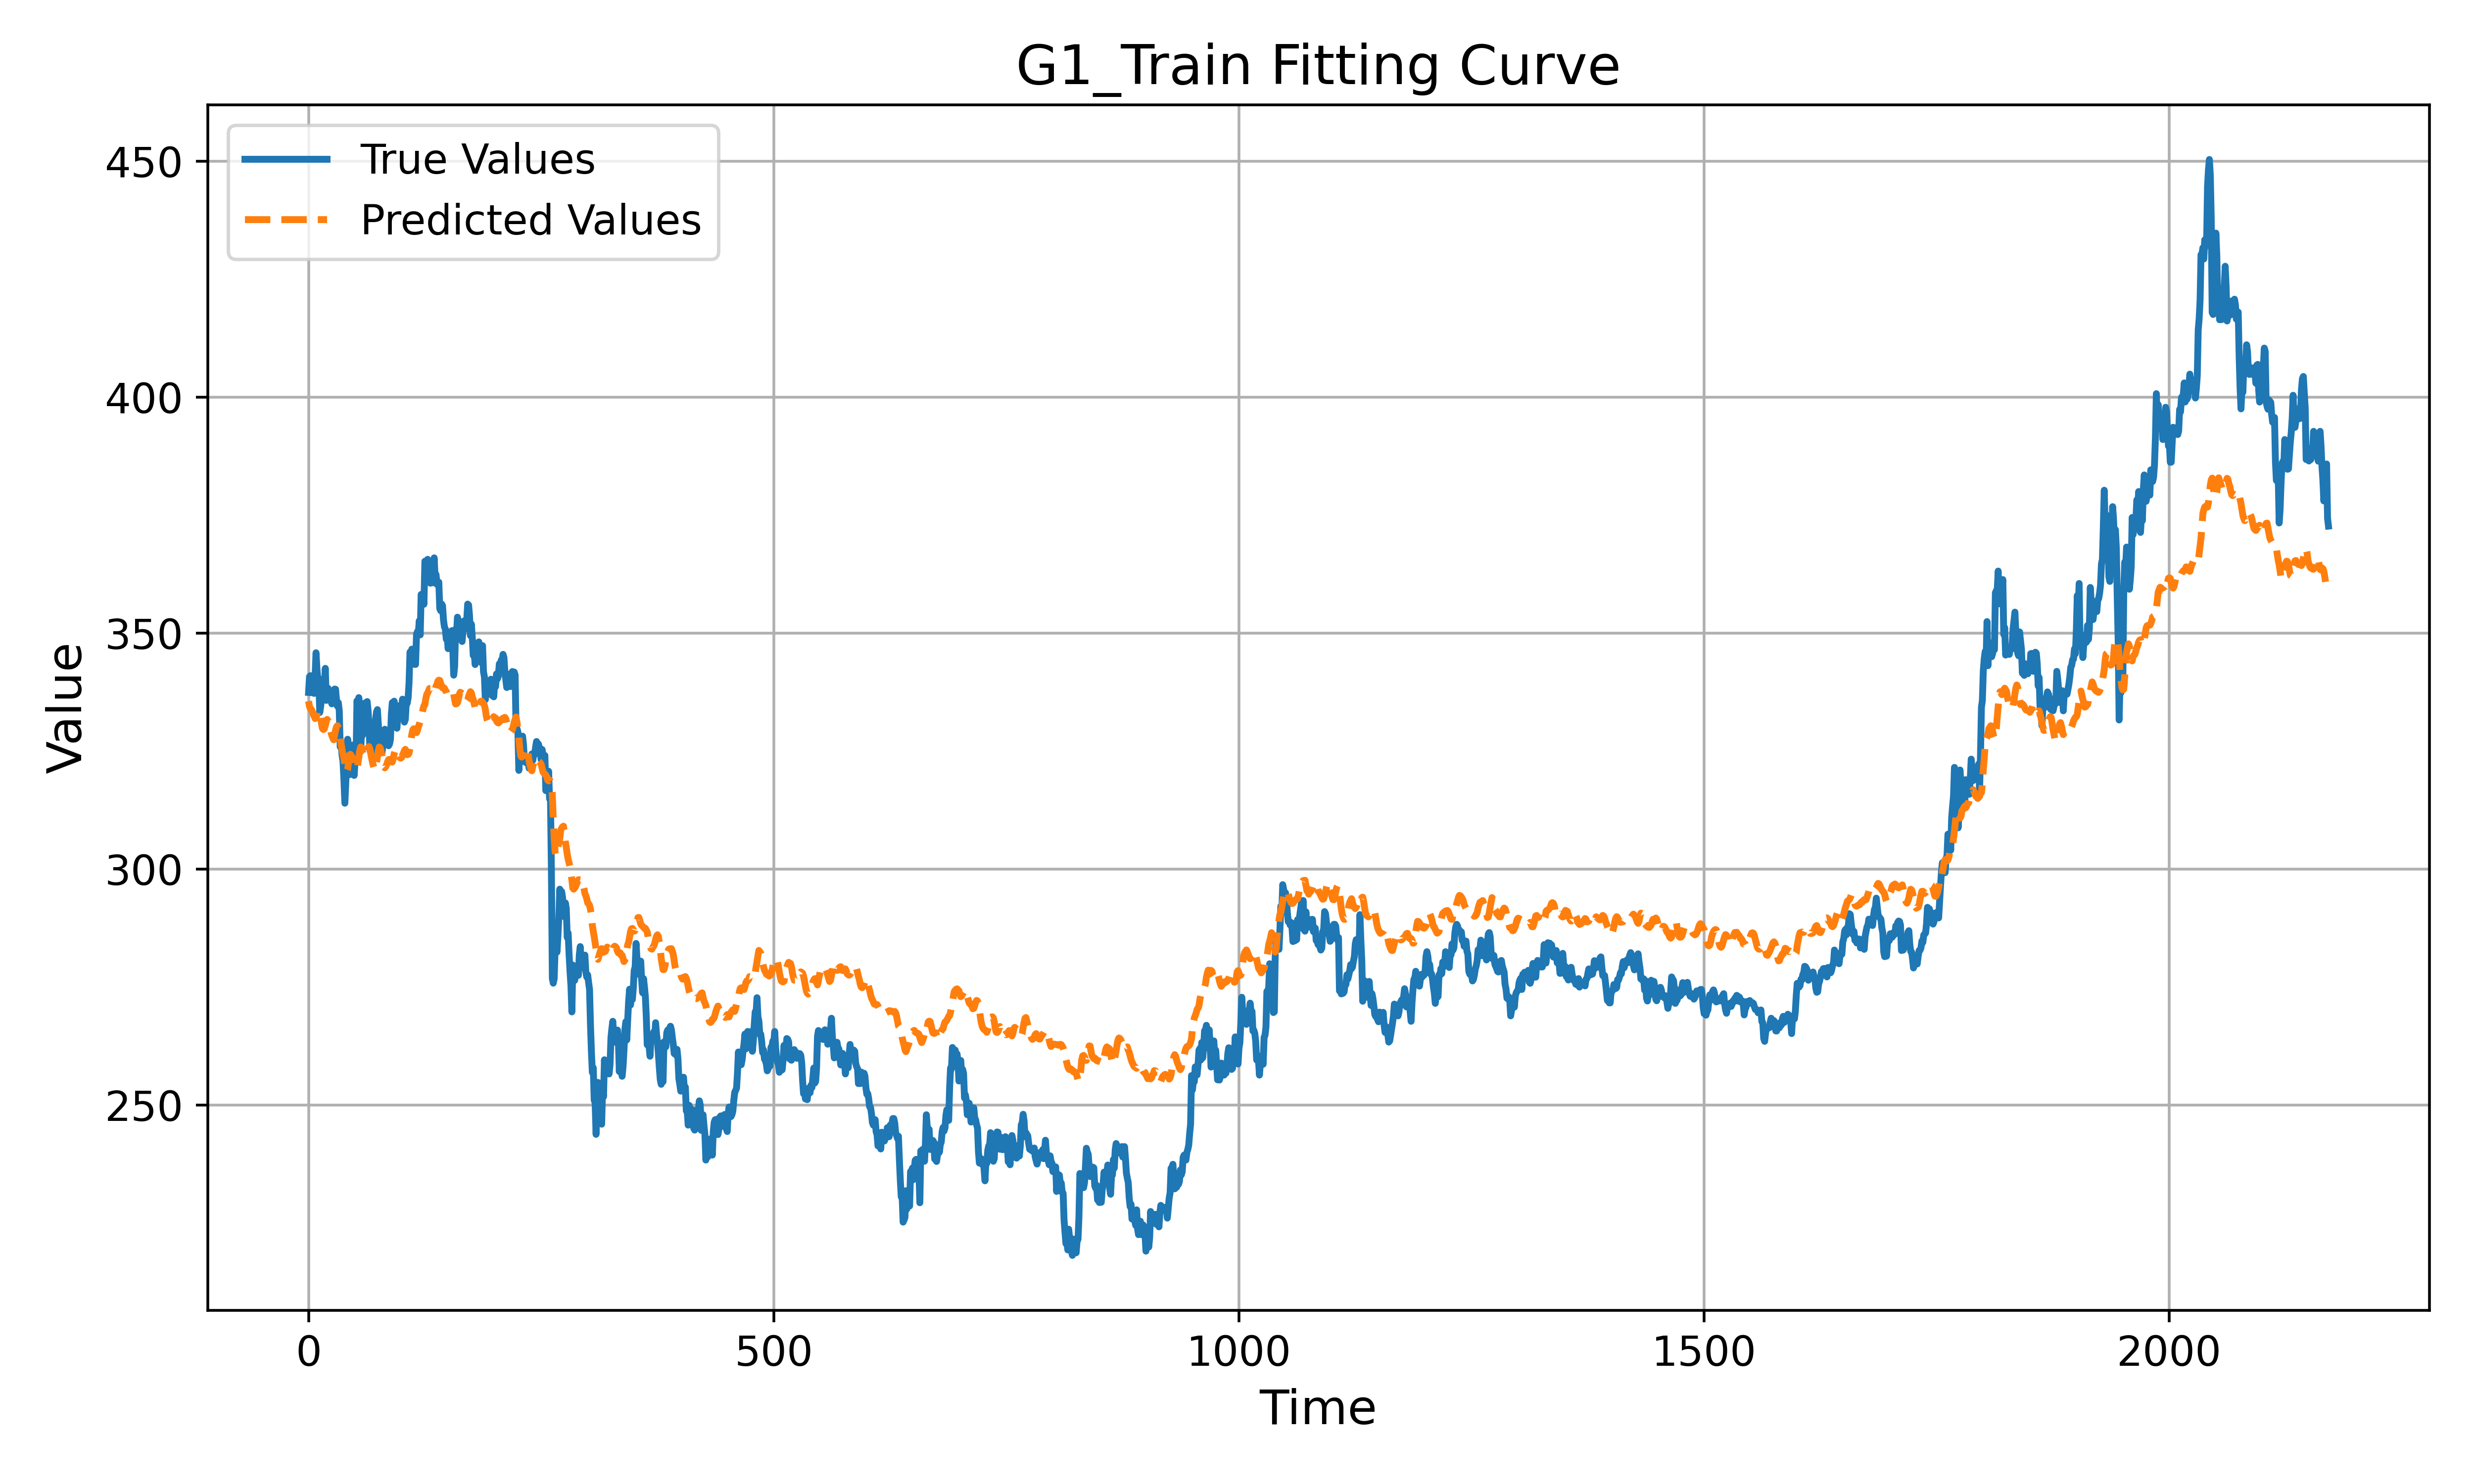 G1_Train Fitting Curve
True Values
Predicted Values
450
400
350
300
250
Value
0 500 1000 1500 2000
Time